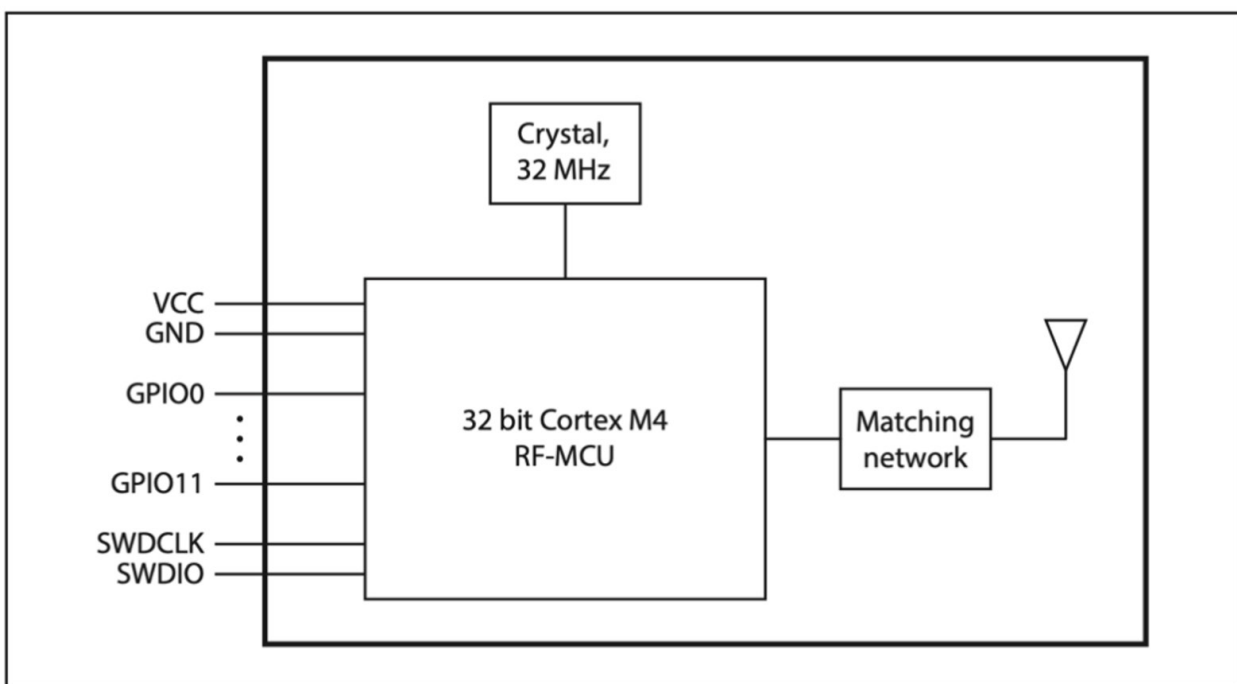 Crystal,
32 MHz
VCC
GND
GPIO0
GPIO11
SWDCLK
SWDIO
32 bit Cortex M4
RF-MCU
Matching
network